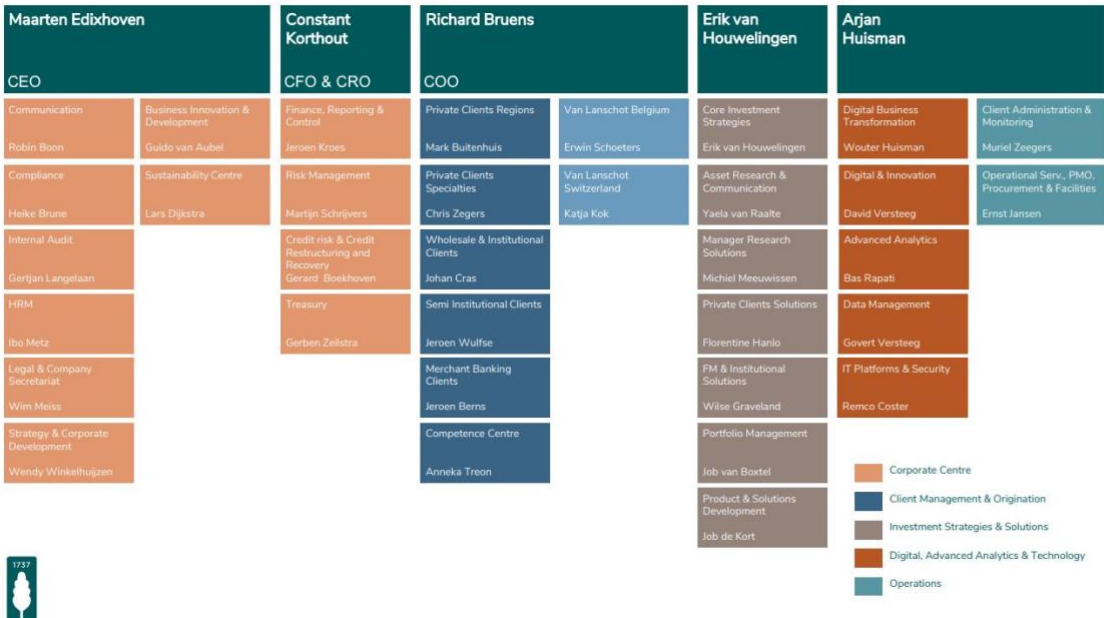 Maarten Edixhoven
CEO
Constant
Korthout
CFO & CRO
Richard Bruens
COO
Erik van
Houwelingen
Arjan
Huisman
Communication
Robin Boon
Compliance
Heike Brune
Internal Audit
Gertjan Langelaan
HRM
Ibo Metz
Legal & Company
Secretariat
Wim Meiss
Strategy & Corporate
Development
Wendy Winkelhuijzen
Business Innovation &
Development
Guido van Aubel
Sustainability Centre
Lars Dijkstra
Finance, Reporting &
Control
Jeroen Kroes
Risk Management
Martijn Schrijvers
Credit risk & Credit
Restructuring and
Recovery
Gerard Boekhoven
Treasury
Gerben Zeilstra
Private Clients Regions
Mark Buitenhuis
Private Clients
Specialties
Chris Zegers
Wholesale & Institutional
Clients
Johan Cras
Semi Institutional Clients
Jeroen Wulfse
Merchant Banking
Clients
Jeroen Berns
Competence Centre
Anneka Treon
Van Lanschot Belgium
Erwin Schoeters
Van Lanschot
Switzerland
Katja Kok
Core Investment
Strategies
Erik van Houwelingen
Asset Research &
Communication
Yaela van Raalte
Manager Research
Solutions
Michiel Meeuwissen
Private Clients Solutions
Florentine Hanlo
FM & Institutional
Solutions
Wilse Graveland
Portfolio Management
Job van Boxtel
Product & Solutions
Development
Job de Kort
Digital Business
Transformation
Wouter Huisman
Digital & Innovation
David Versteeg
Advanced Analytics
Bas Rapati
Data Management
Govert Versteeg
IT Platforms & Security
Remco Coster
Client Administration &
Monitoring
Muriel Zeegers
Operational Serv., PMO,
Procurement & Facilities
Ernst Jansen
Corporate Centre
Client Management & Origination
Investment Strategies & Solutions
Digital, Advanced Analytics & Technology
Operations
1737